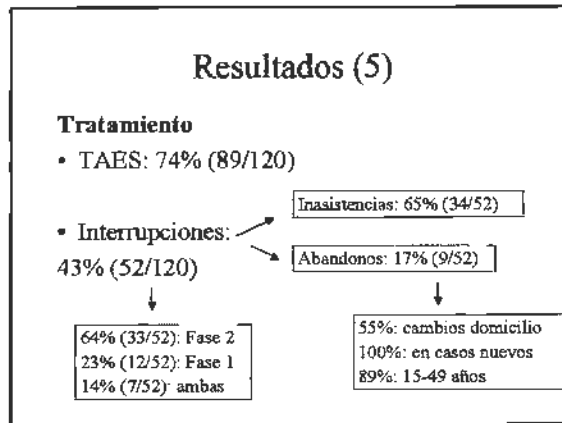 Resultados (5)
Tratamiento
• TAES: 74% (89/120)
• Interrupciones:
43% (52/120)
Inasistencias: 65% (34/52)
Abandonos: 17% (9/52)
64% (33/52): Fase 2
23% (12/52): Fase 1
14% (7/52): ambas
55%: cambios domicilio
100%: en casos nuevos
89%: 15-49 años